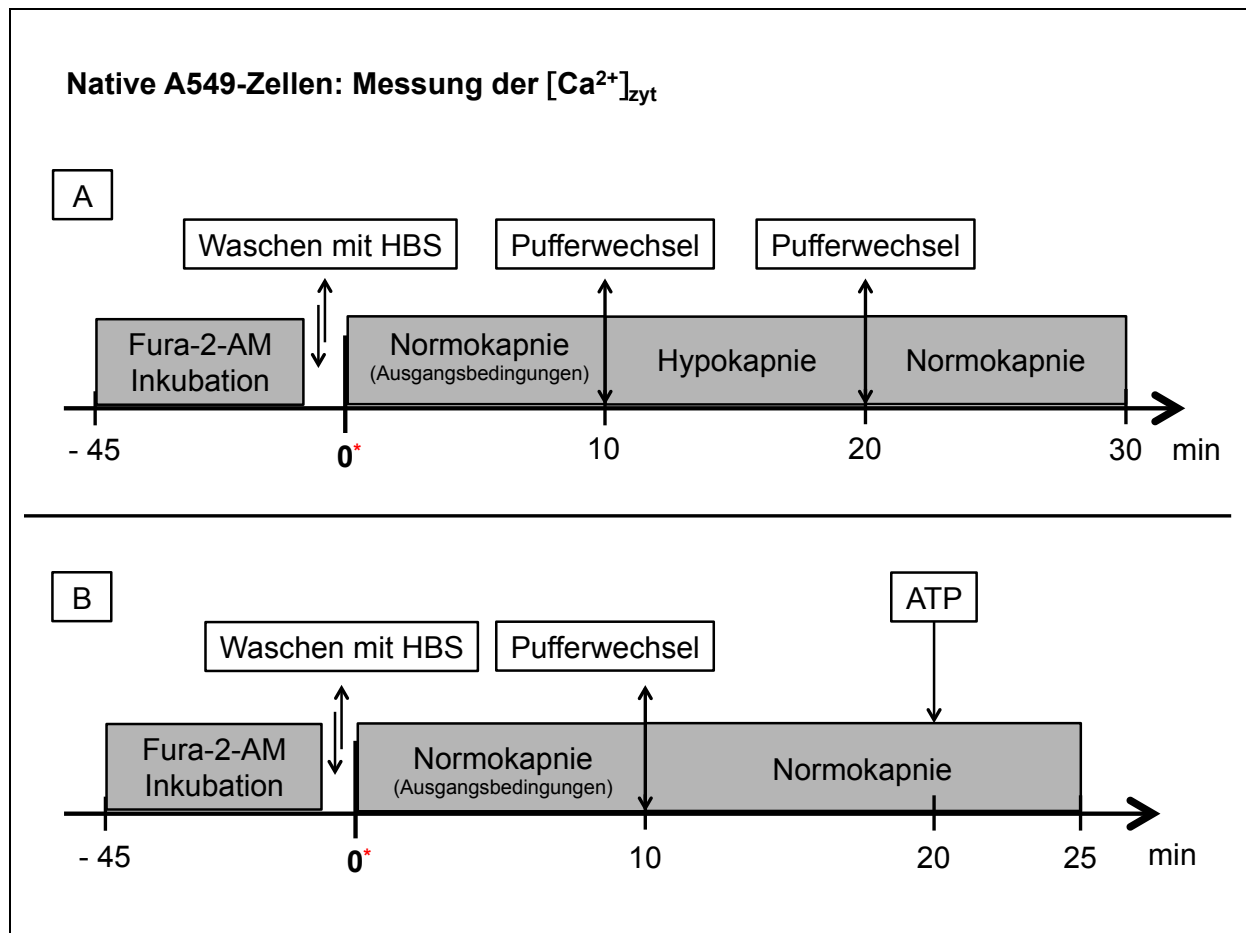 Native A549-Zellen: Messung der [Ca²⁺]zyt
A
Waschen mit HBS
Pufferwechsel
Pufferwechsel
Fura-2-AM
Inkubation
Normokapnie
(Ausgangsbedingungen)
Hypokapnie
Normokapnie
- 45
0*
10
20
30
min
B
ATP
Waschen mit HBS
Pufferwechsel
Fura-2-AM
Inkubation
Normokapnie
(Ausgangsbedingungen)
Normokapnie
- 45
0*
10
20
25
min